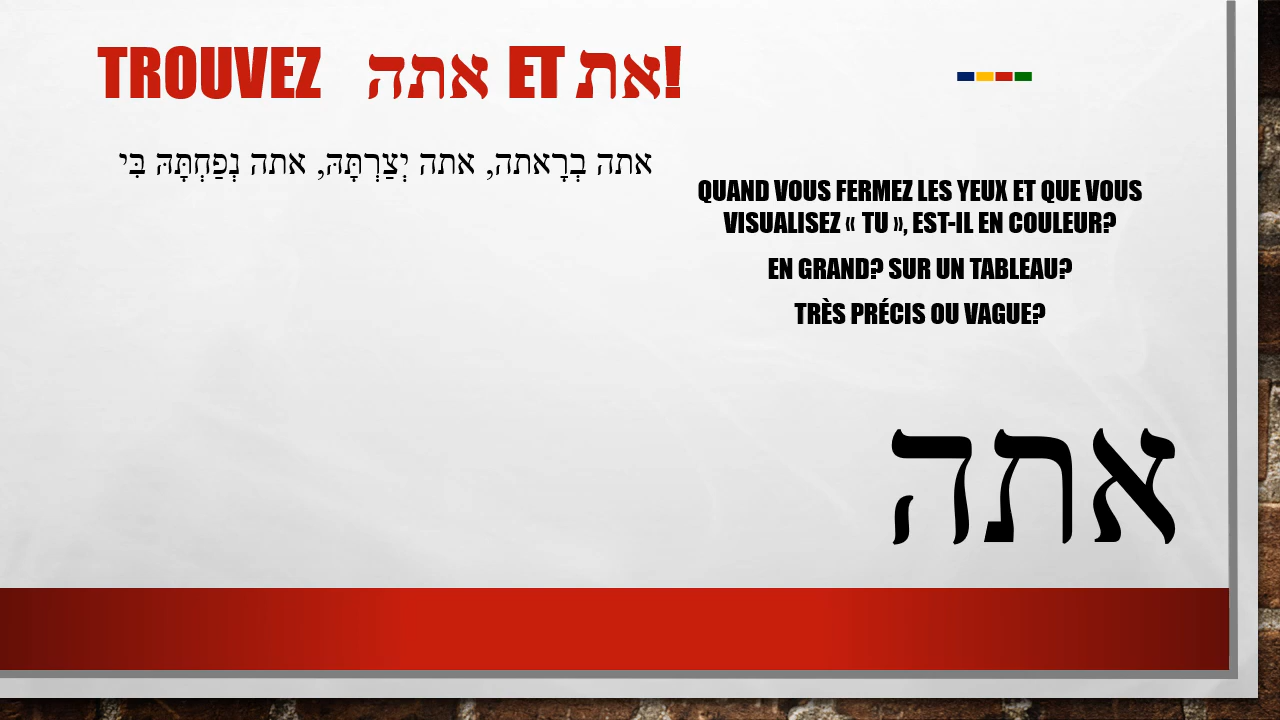 TROUVEZ אתה ET את!
אתה בְרָאתה, אתה יְצַרְתָּהּ, אתה נְפַחְתָּהּ בִּי
QUAND VOUS FERMEZ LES YEUX ET QUE VOUS
VISUALISEZ « TU », EST-IL EN COULEUR?
EN GRAND? SUR UN TABLEAU?
TRÈS PRÉCIS OU VAGUE?
אתה